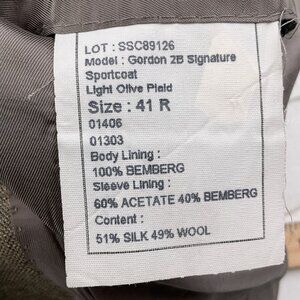 LOT : SSC89126
Model : Gordon 2B Signature
Sportcoat
Light Olive Plaid
Size : 41 R
01406
01303
Body Lining :
100% BEMBERG
Sleeve Lining :
60% ACETATE 40% BEMBERG
Content :
51% SILK 49% WOOL